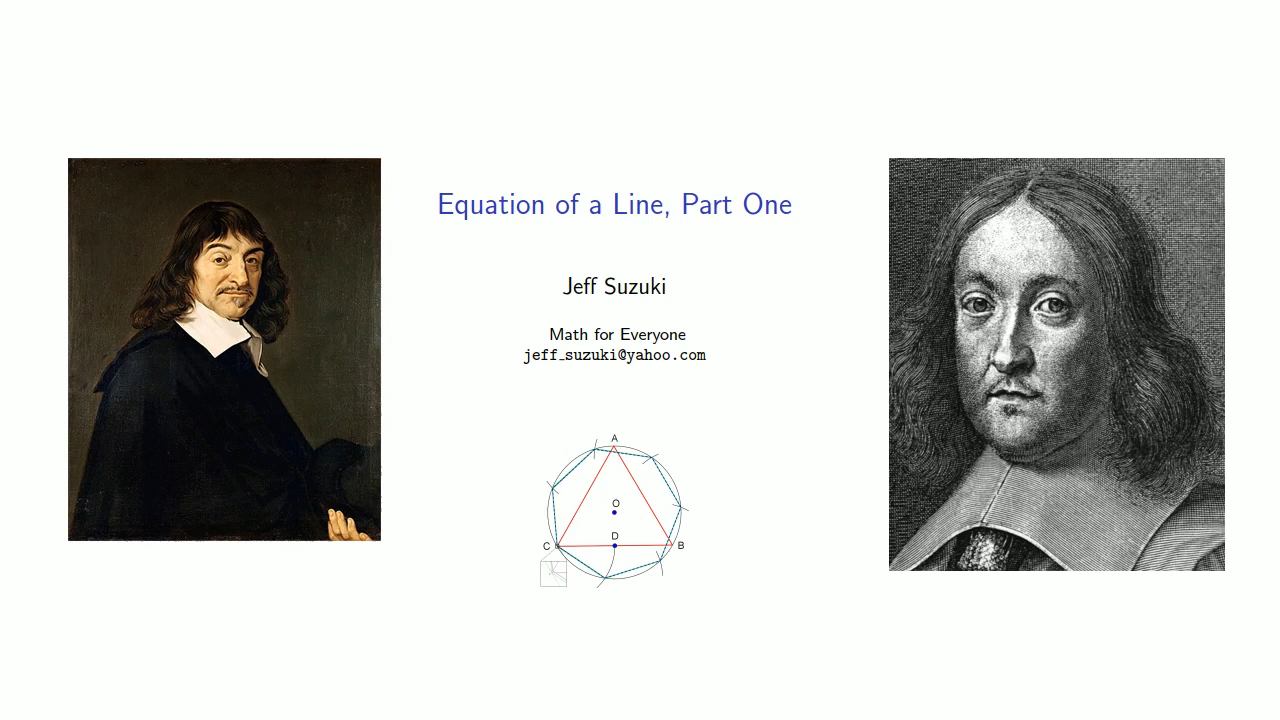 Equation of a Line, Part One
Jeff Suzuki
Math for Everyone
jeff_suzuki@yahoo.com
A
O
D
C
B